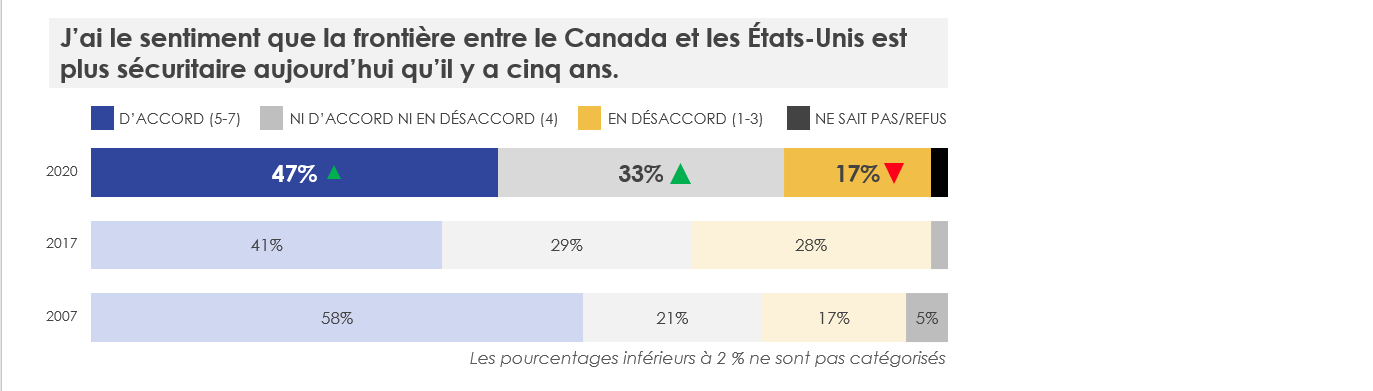 J’ai le sentiment que la frontière entre le Canada et les États-Unis est
plus sécuritaire aujourd’hui qu’il y a cinq ans.
D’ACCORD (5-7) NI D’ACCORD NI EN DÉSACCORD (4) EN DÉSACCORD (1-3) NE SAIT PAS/REFUS
2020 47% 33% 17%
2017 41% 29% 28%
2007 58% 21% 17% 5%
Les pourcentages inférieurs à 2 % ne sont pas catégorisés